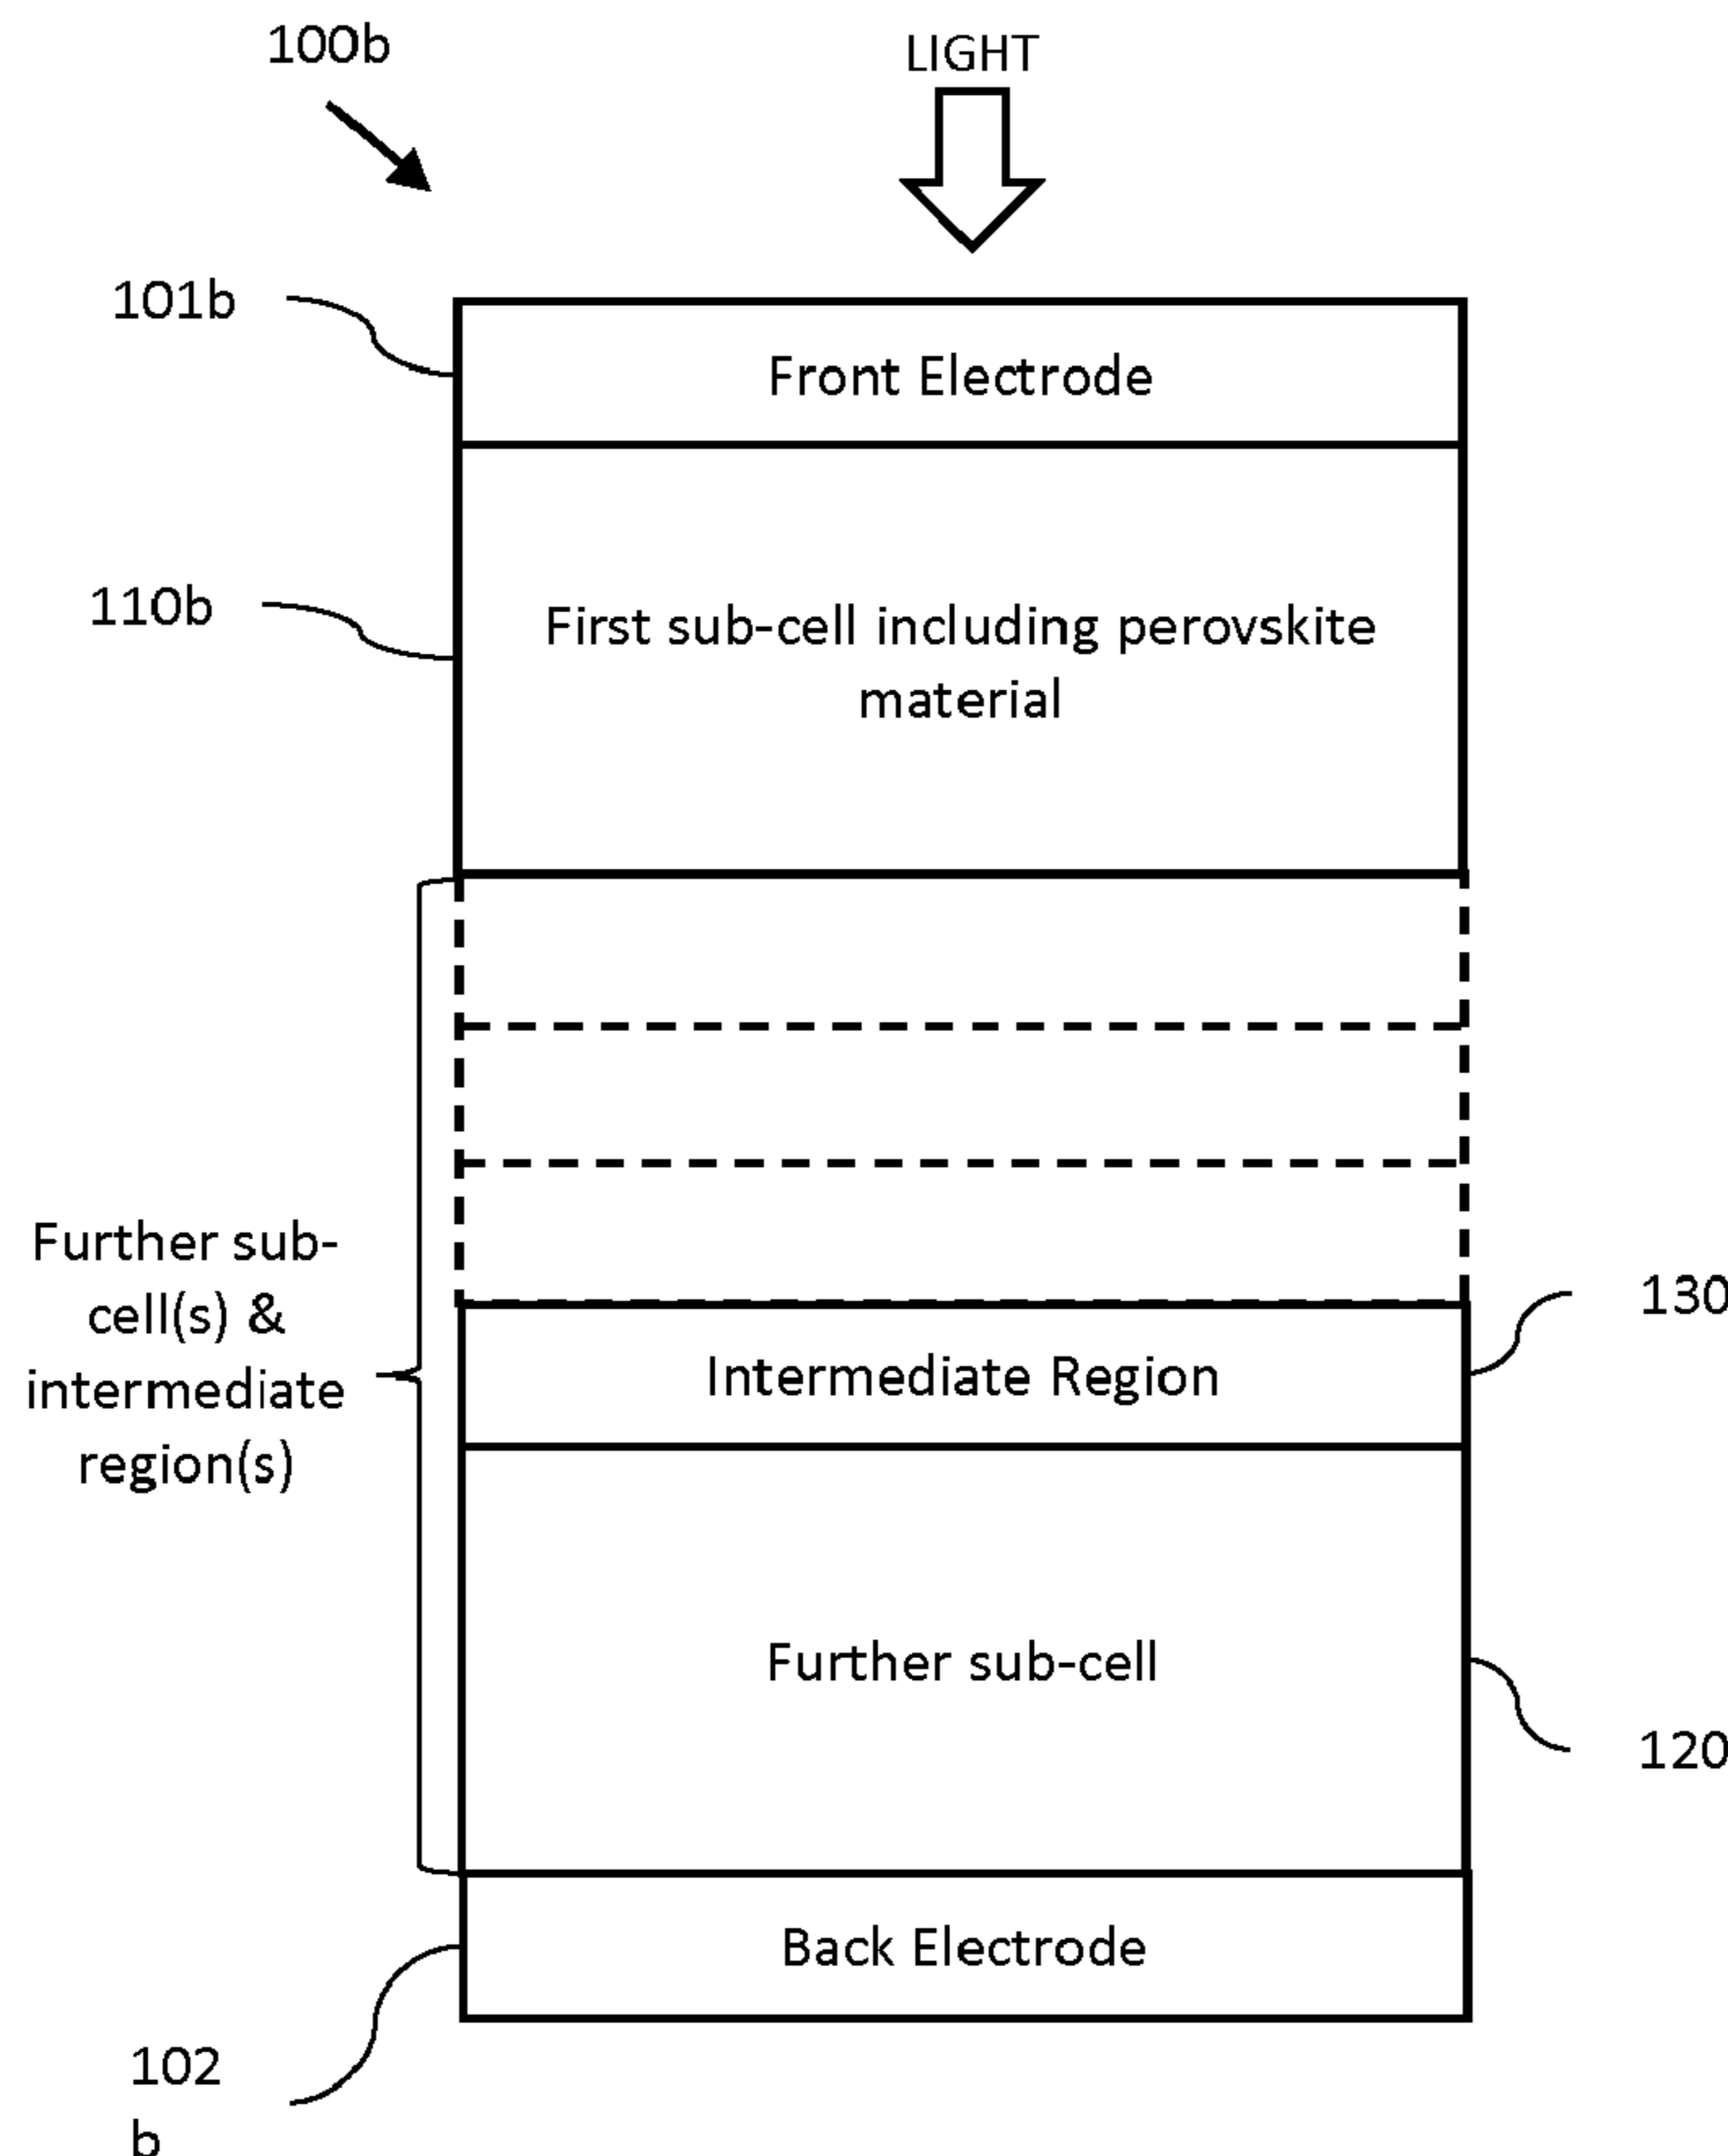 100b
LIGHT
101b
Front Electrode
110b
First sub-cell including perovskite
material
Further sub-
cell(s) &
intermediate
region(s)
130
Intermediate Region
Further sub-cell
120
Back Electrode
102
b